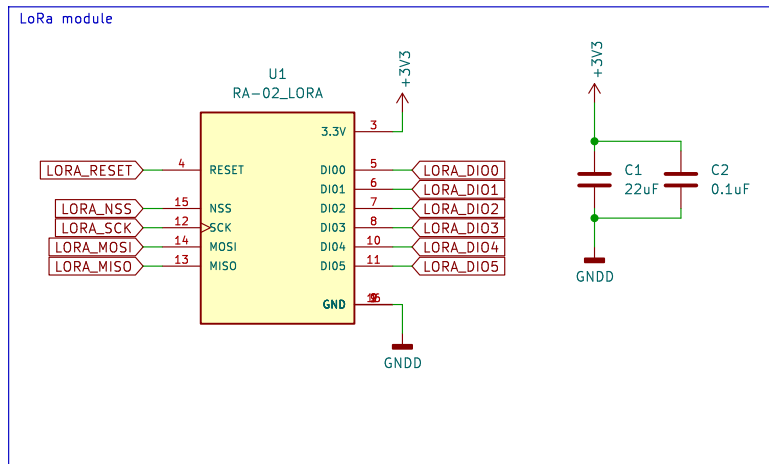 LoRa module
U1
RA-02_LORA
+3V3
3.3V 3
LORA_RESET 4 RESET
DIO0 5 LORA_DIO0
DIO1 6 LORA_DIO1
LORA_NSS 15 NSS
DIO2 7 LORA_DIO2
LORA_SCK 12 SCK
DIO3 8 LORA_DIO3
LORA_MOSI 14 MOSI
DIO4 10 LORA_DIO4
LORA_MISO 13 MISO
DIO5 11 LORA_DIO5
GND
GNDD
+3V3
C1
22uF
C2
0.1uF
GNDD